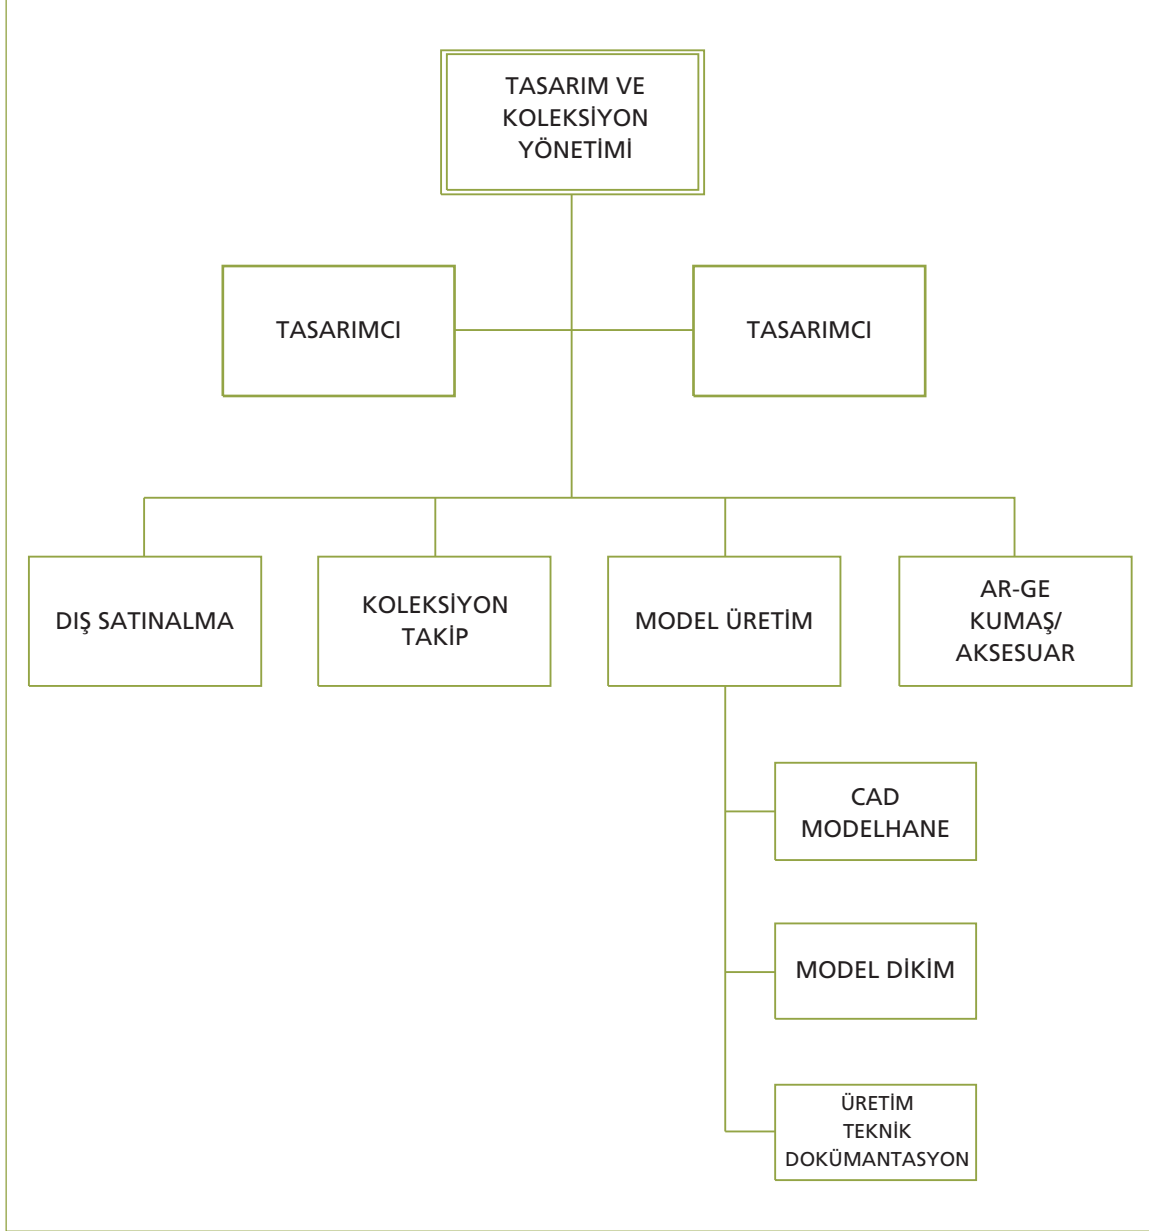 TASARIM VE
KOLEKSİYON
YÖNETİMİ
TASARIMCI
TASARIMCI
DIŞ SATINALMA
KOLEKSİYON
TAKİP
MODEL ÜRETİM
AR-GE
KUMAŞ/
AKSESUAR
CAD
MODELHANE
MODEL DİKİM
ÜRETİM
TEKNİK
DOKÜMANTASYON